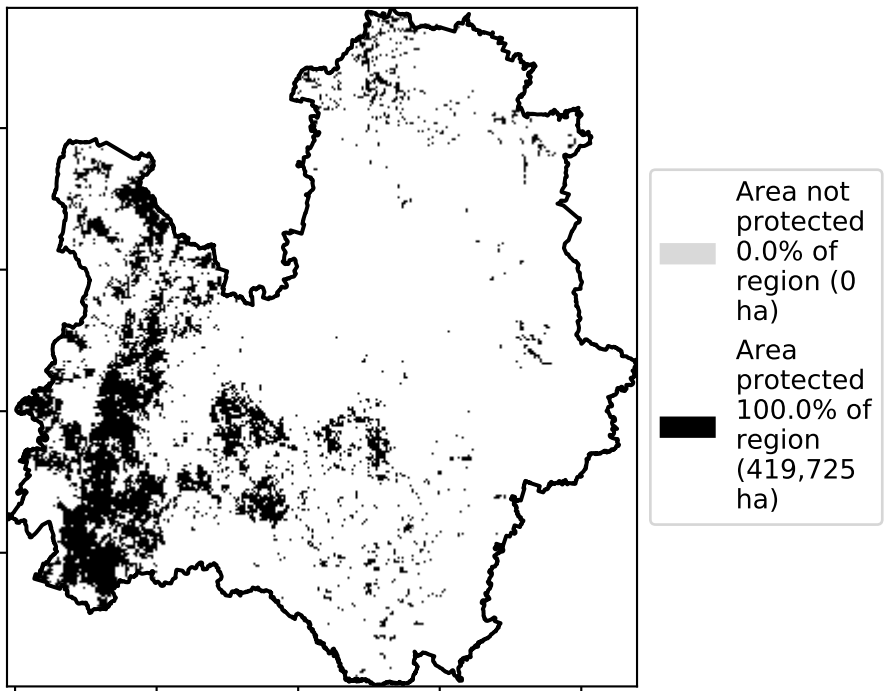 Area not
protected
0.0% of
region (0
ha)
Area
protected
100.0% of
region
(419,725
ha)